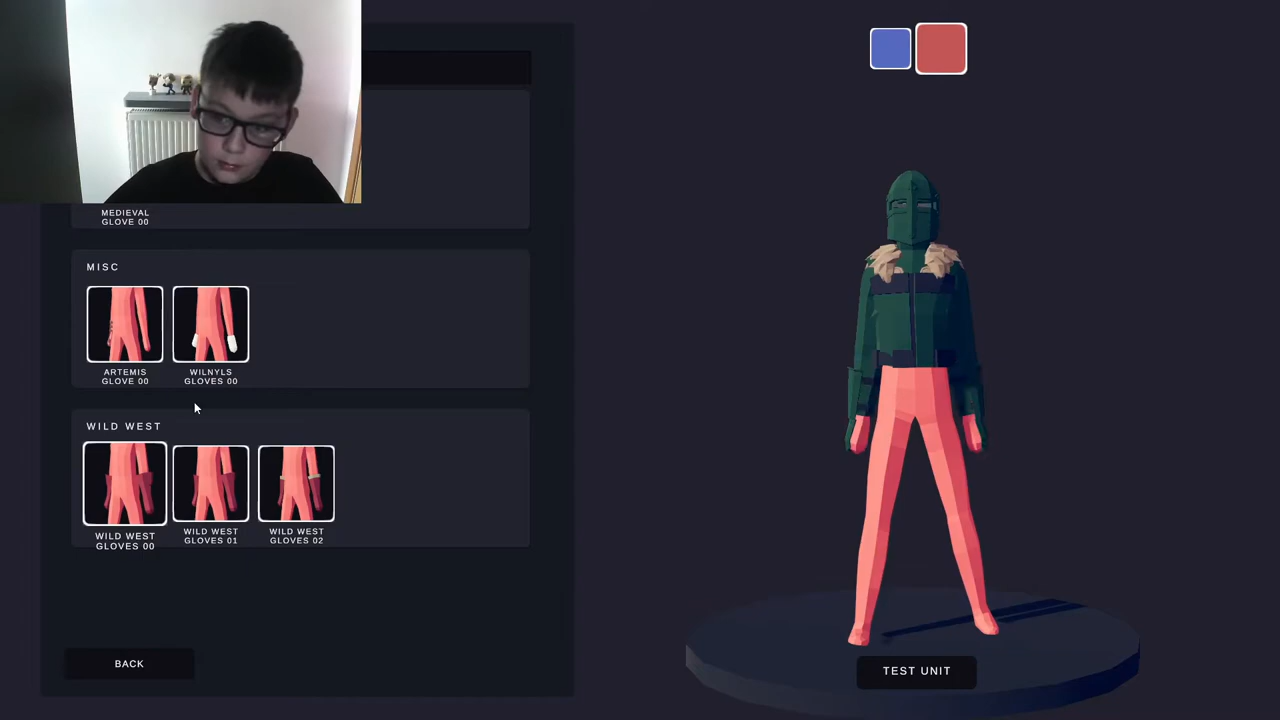 MEDIEVAL
GLOVE 00
MISC
ARTEMIS
GLOVE 00
WILNYLS
GLOVES 00
WILD WEST
WILD WEST
GLOVES 00
WILD WEST
GLOVES 01
WILD WEST
GLOVES 02
BACK
TEST UNIT